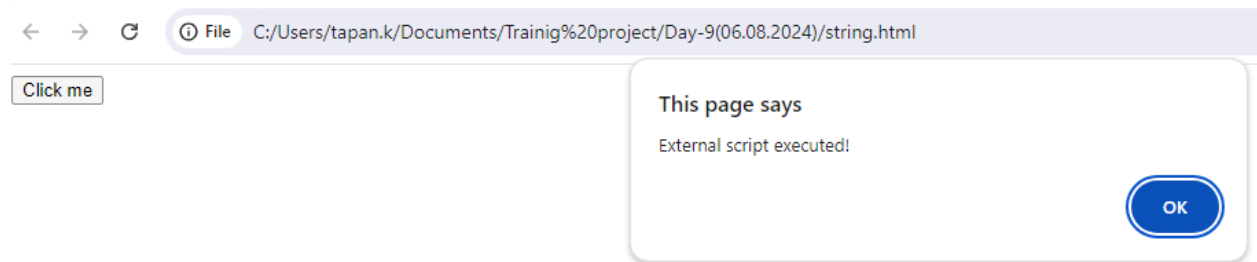 File C:/Users/tapan.k/Documents/Trainig%20project/Day-9(06.08.2024)/string.html
Click me
This page says
External script executed!
OK